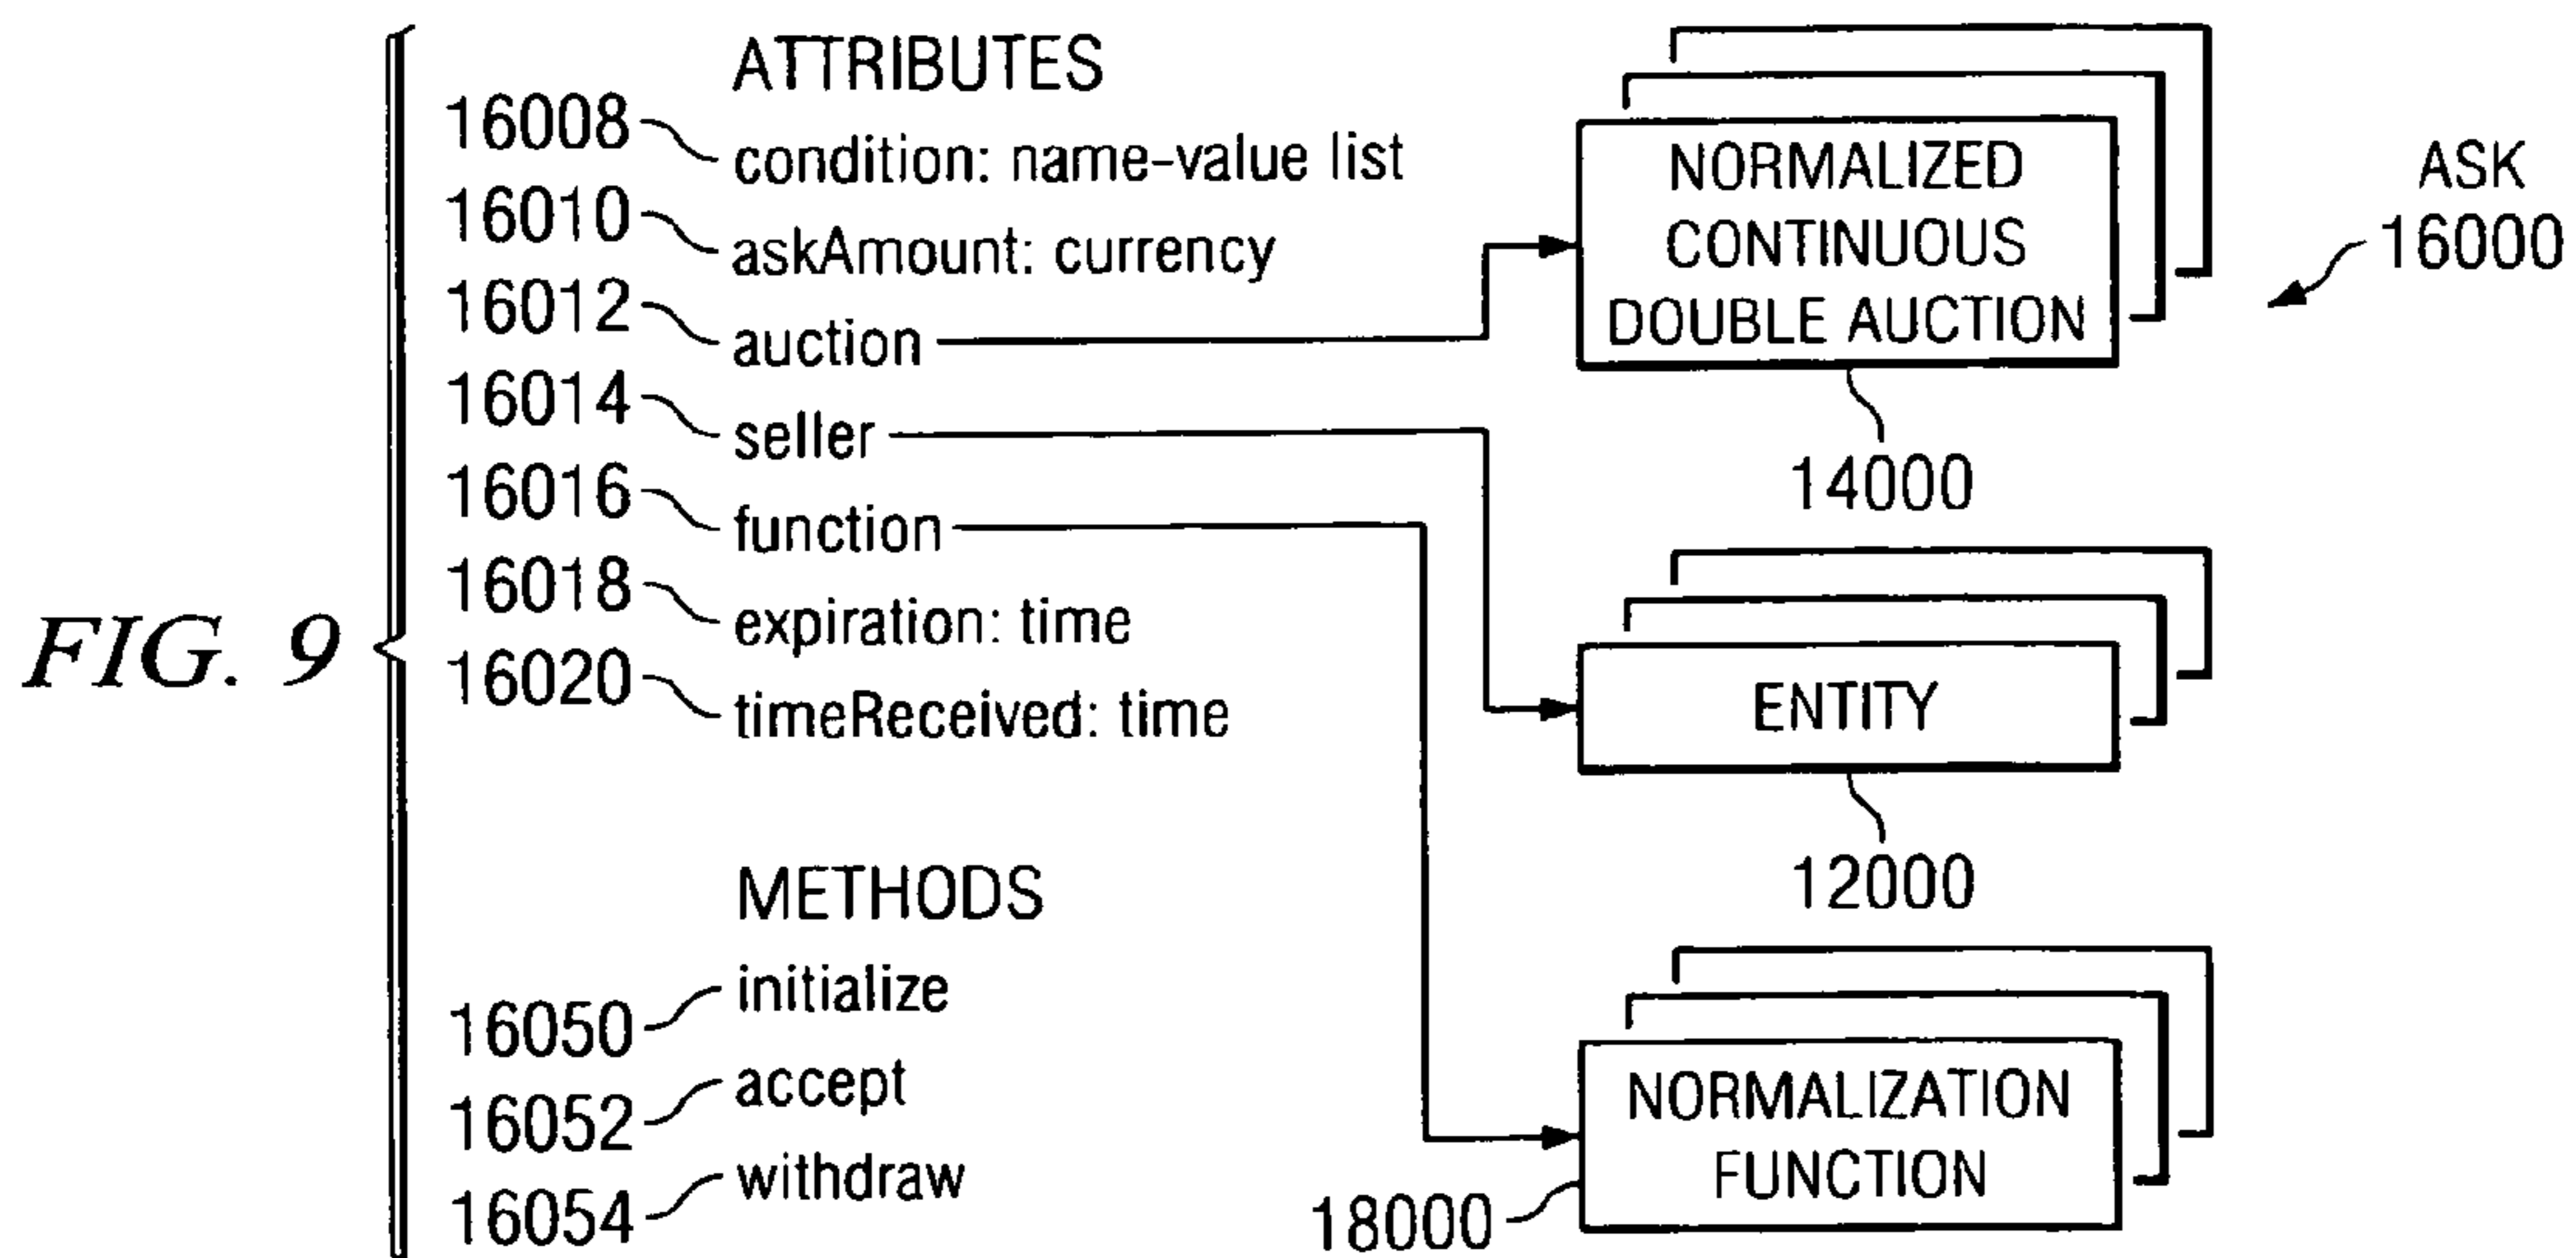 FIG. 9
ATTRIBUTES
16008 condition: name-value list
16010 askAmount: currency
16012 auction
16014 seller
16016 function
16018 expiration: time
16020 timeReceived: time
METHODS
16050 initialize
16052 accept
16054 withdraw
NORMALIZED
CONTINUOUS
DOUBLE AUCTION
14000
ENTITY
12000
NORMALIZATION
FUNCTION
18000
ASK
16000